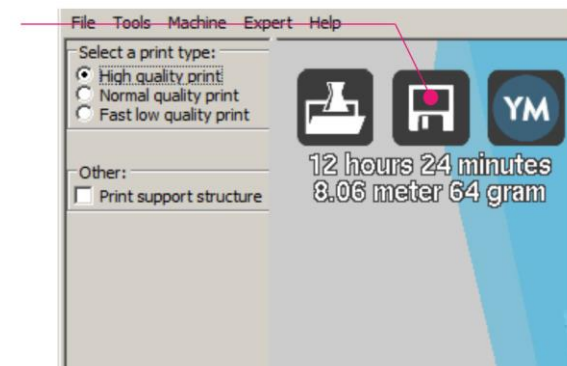 File Tools Machine Expert Help
Select a print type:
High quality print
Normal quality print
Fast low quality print
Other:
Print support structure
YM
12 hours 24 minutes
8.06 meter 64 gram